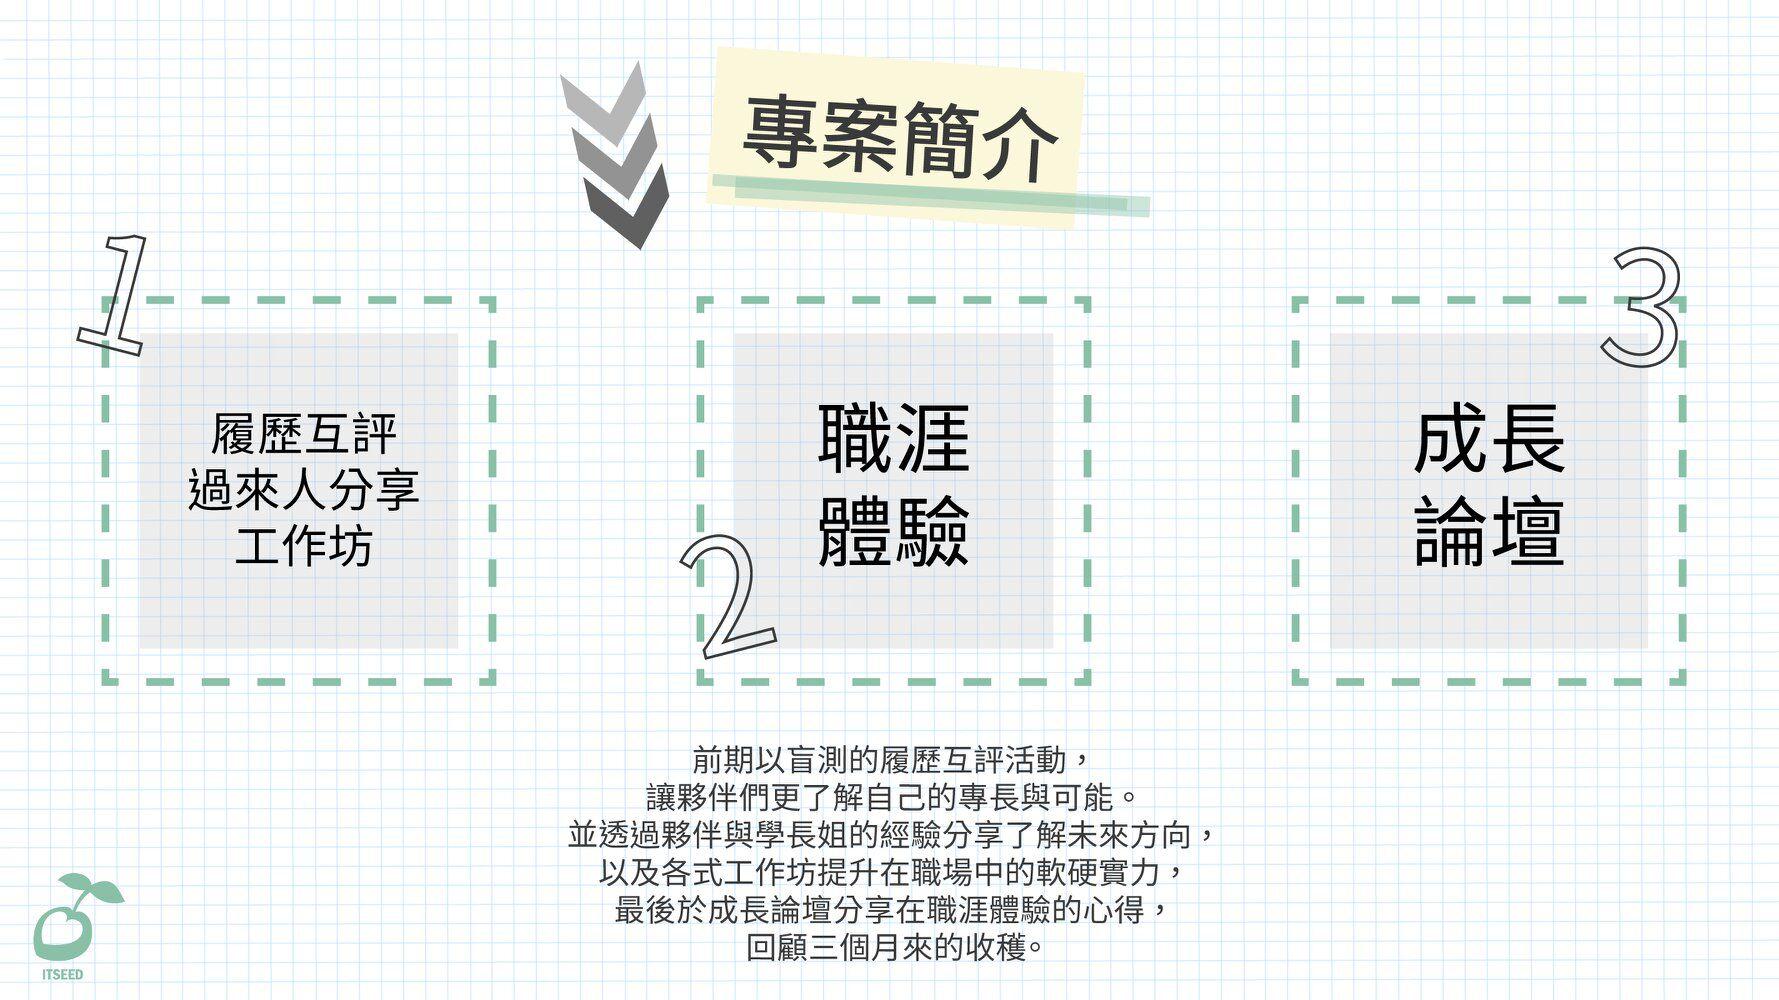 專案簡介
1
履歷互評
過來人分享
工作坊
2
職涯
體驗
3
成長
論壇
前期以盲測的履歷互評活動，
讓夥伴們更了解自己的專長與可能。
並透過夥伴與學長姐的經驗分享了解未來方向，
以及各式工作坊提升在職場中的軟硬實力，
最後於成長論壇分享在職涯體驗的心得，
回顧三個月來的收穫。
ITSEED